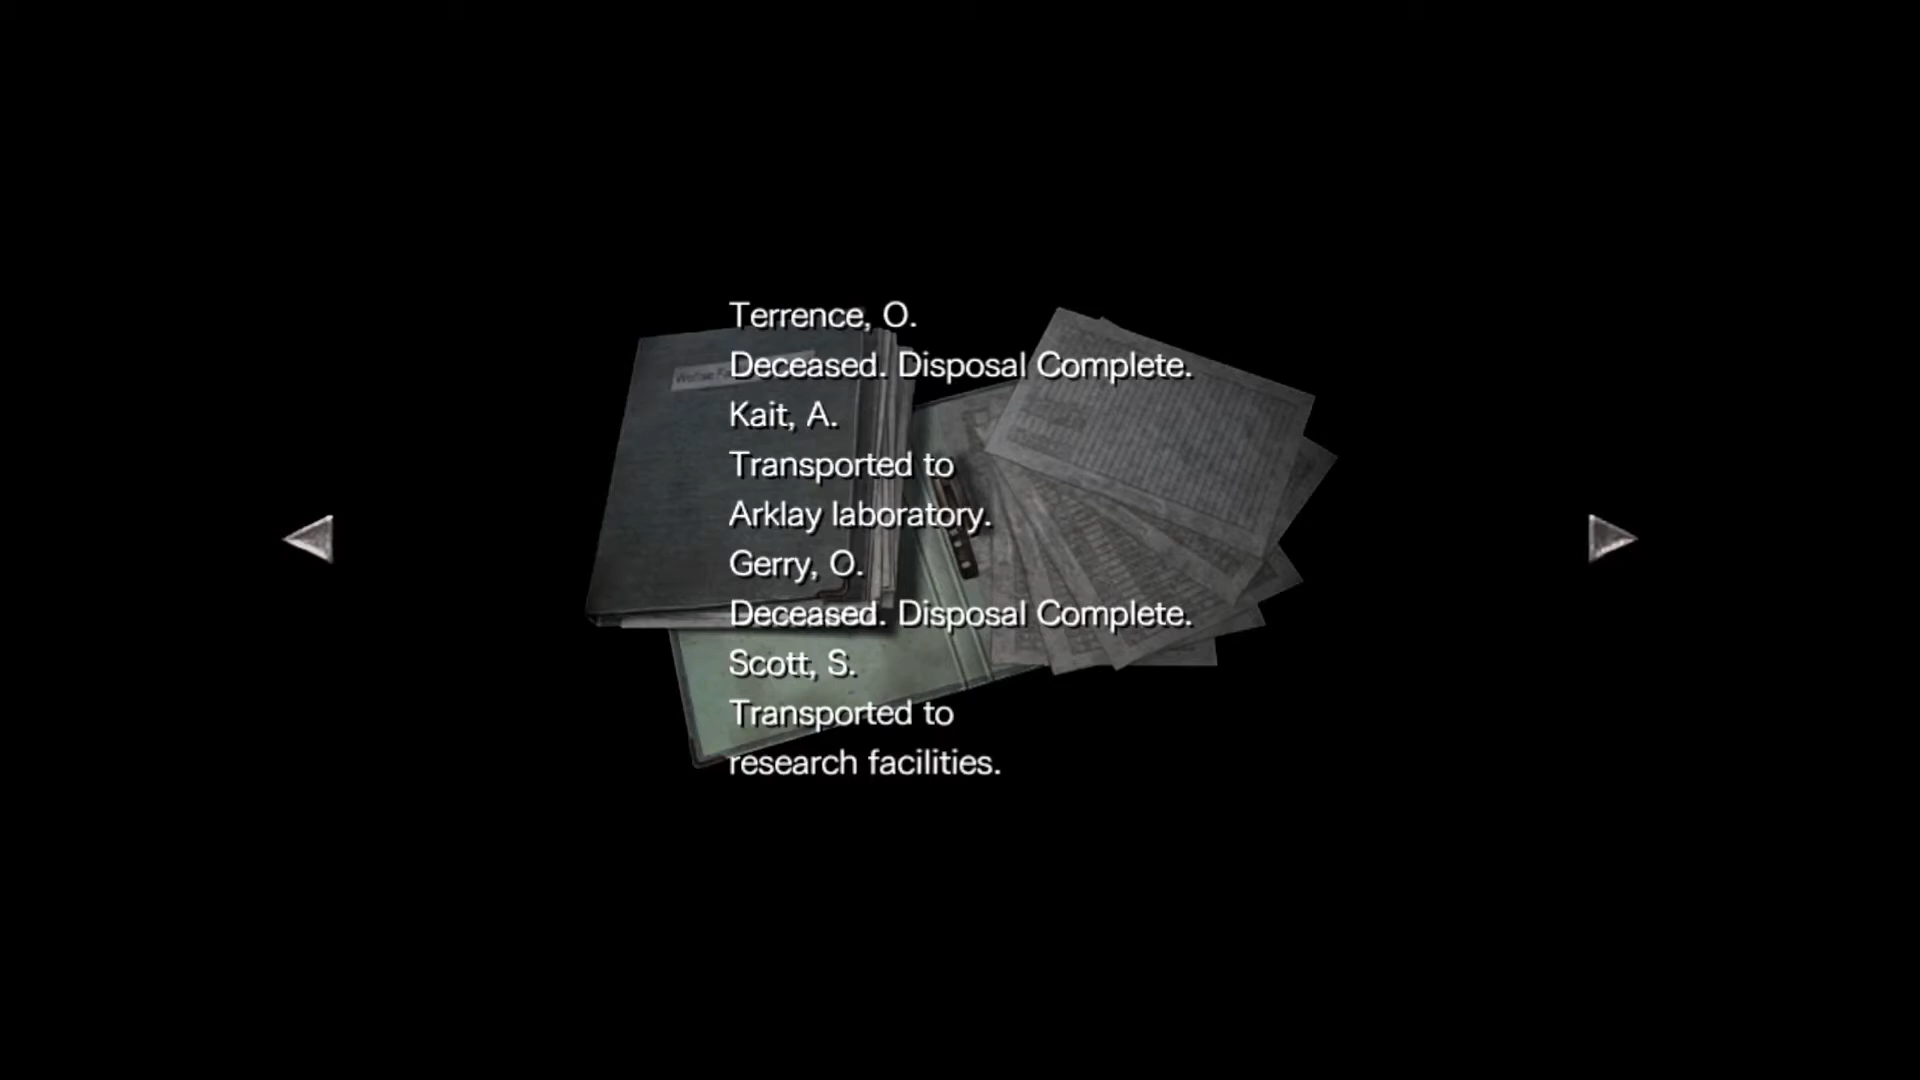 Terrence, O.
Deceased. Disposal Complete.
Kait, A.
Transported to
Arklay laboratory.
Gerry, O.
Deceased. Disposal Complete.
Scott, S.
Transported to
research facilities.